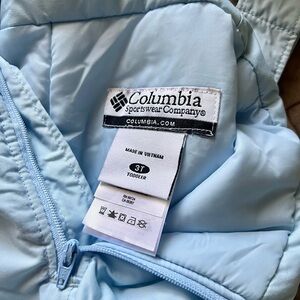 Columbia
Sportswear Company®
COLUMBIA.COM
MADE IN VIETNAM
3T
TODDLER